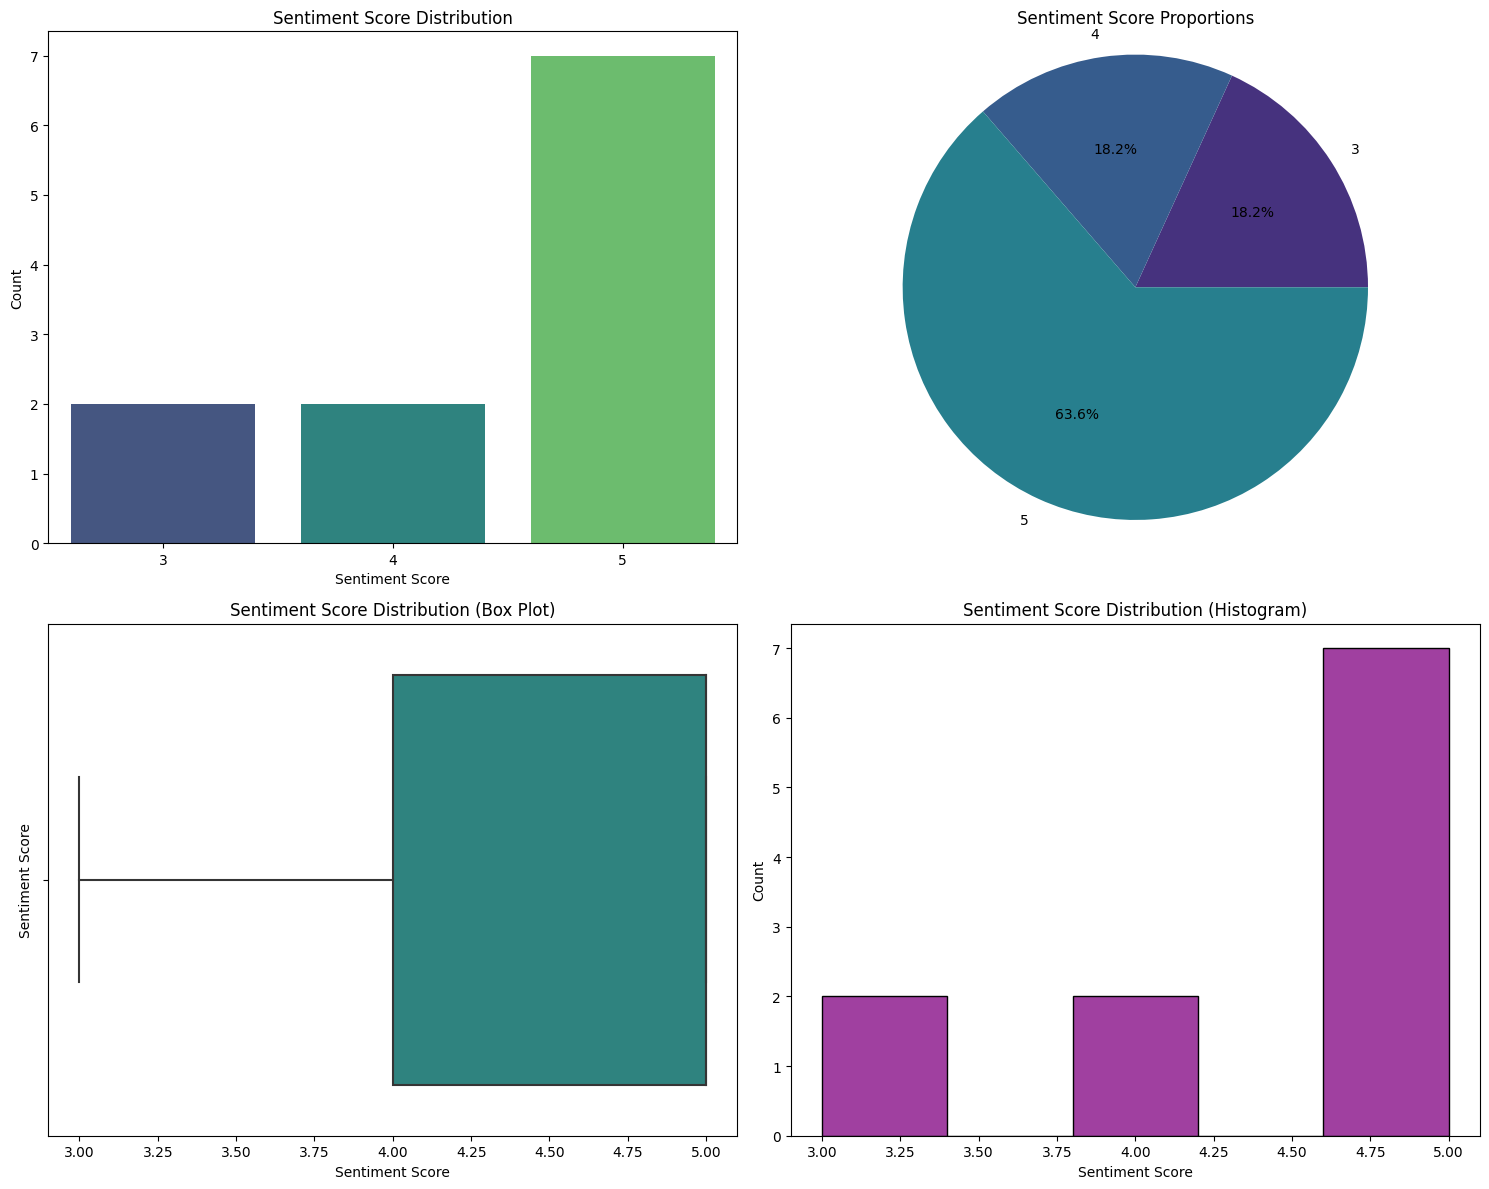 Sentiment Score Distribution
7
6
5
4
3
2
1
0
Count
3 4 5
Sentiment Score
Sentiment Score Proportions
4
3
18.2%
18.2%
63.6%
5
Sentiment Score Distribution (Box Plot)
Sentiment Score
3.00 3.25 3.50 3.75 4.00 4.25 4.50 4.75 5.00
Sentiment Score
Sentiment Score Distribution (Histogram)
7
6
5
4
3
2
1
0
Count
3.00 3.25 3.50 3.75 4.00 4.25 4.50 4.75 5.00
Sentiment Score